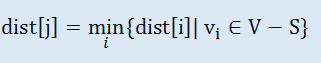 dist[j] = min{dist[i]| vᵢ ∈ V − S}
i